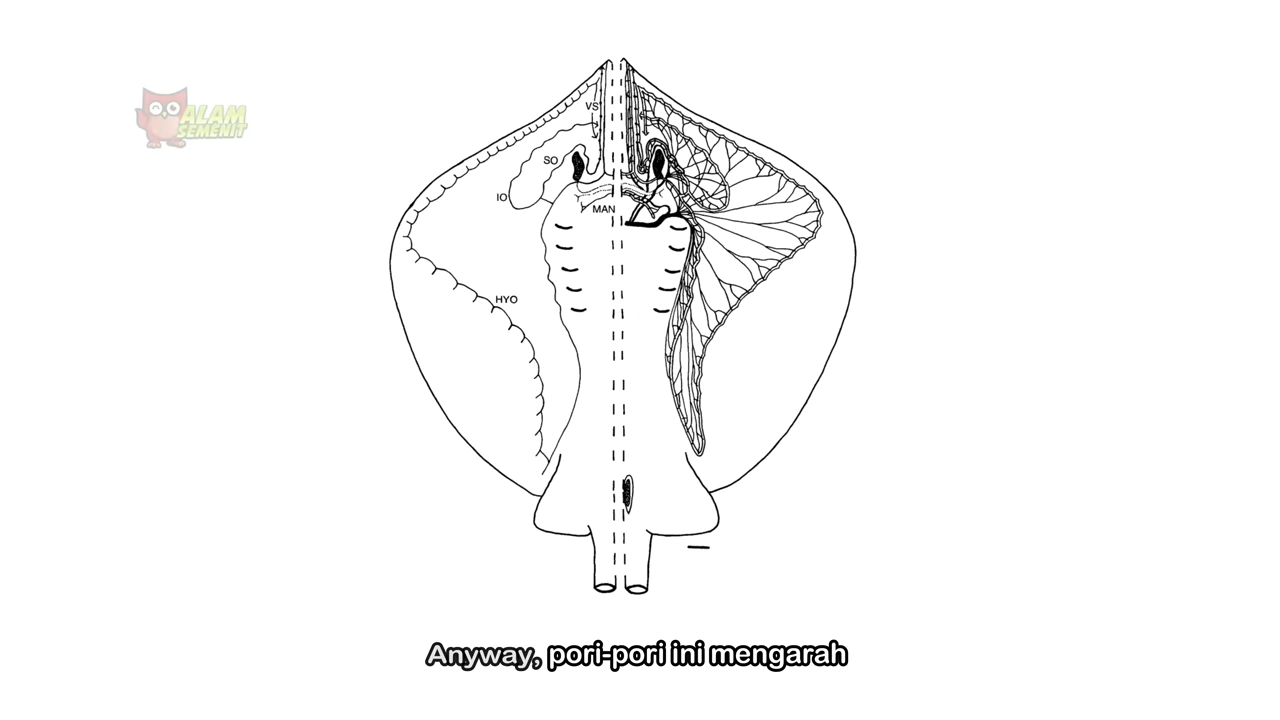 ALAM
SEMENIT
VS
SO
IO
MAN
HYO
Anyway, pori-pori ini mengarah